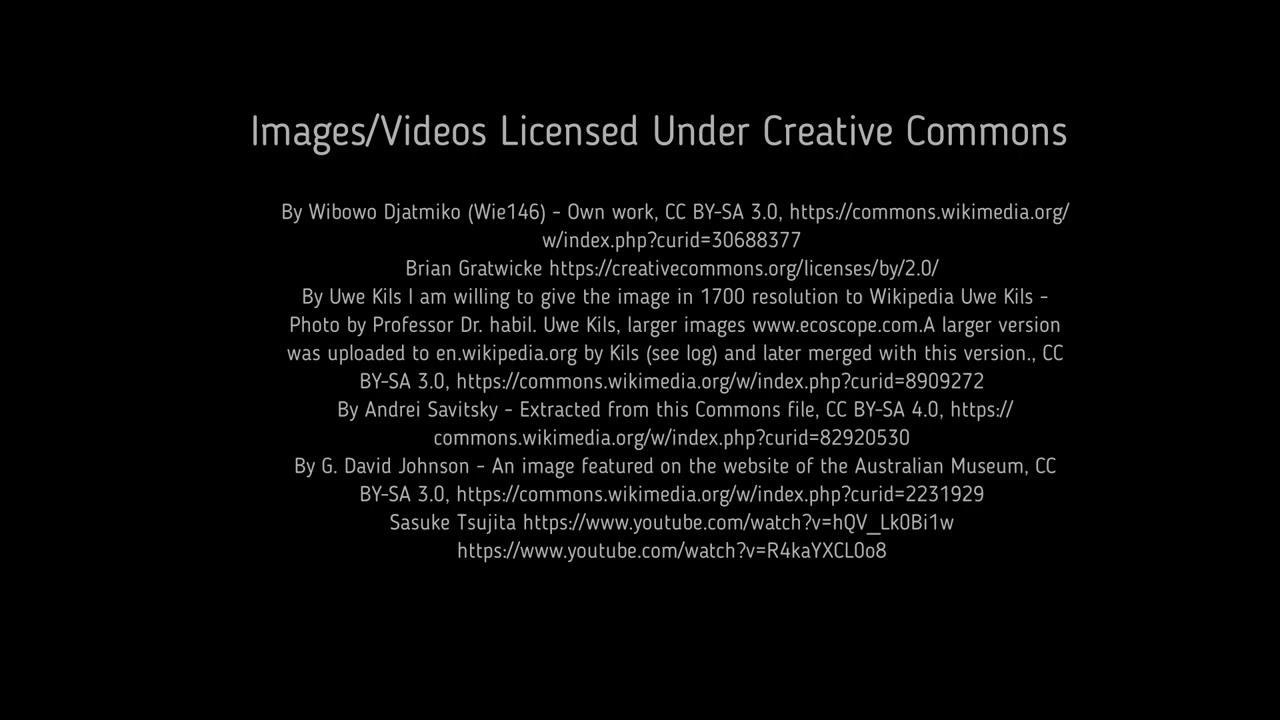 Images/Videos Licensed Under Creative Commons
By Wibowo Djatmiko (Wie146) - Own work, CC BY-SA 3.0, https://commons.wikimedia.org/
w/index.php?curid=30688377
Brian Gratwicke https://creativecommons.org/licenses/by/2.0/
By Uwe Kils I am willing to give the image in 1700 resolution to Wikipedia Uwe Kils -
Photo by Professor Dr. habil. Uwe Kils, larger images www.ecoscope.com.A larger version
was uploaded to en.wikipedia.org by Kils (see log) and later merged with this version., CC
BY-SA 3.0, https://commons.wikimedia.org/w/index.php?curid=8909272
By Andrei Savitsky - Extracted from this Commons file, CC BY-SA 4.0, https://
commons.wikimedia.org/w/index.php?curid=82920530
By G. David Johnson - An image featured on the website of the Australian Museum, CC
BY-SA 3.0, https://commons.wikimedia.org/w/index.php?curid=2231929
Sasuke Tsujita https://www.youtube.com/watch?v=hQV_Lk0Bi1w
https://www.youtube.com/watch?v=R4kaYXCL0o8